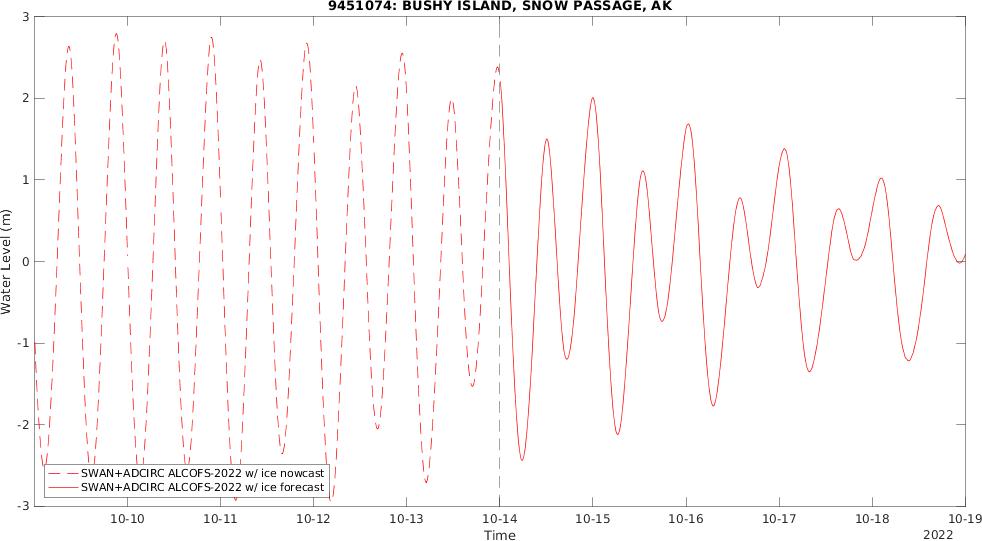 9451074: BUSHY ISLAND, SNOW PASSAGE, AK
Water Level (m)
3
2
1
0
-1
-2
-3
SWAN+ADCIRC ALCOFS-2022 w/ ice nowcast
SWAN+ADCIRC ALCOFS-2022 w/ ice forecast
10-10 10-11 10-12 10-13 10-14 10-15 10-16 10-17 10-18 10-19
Time
2022